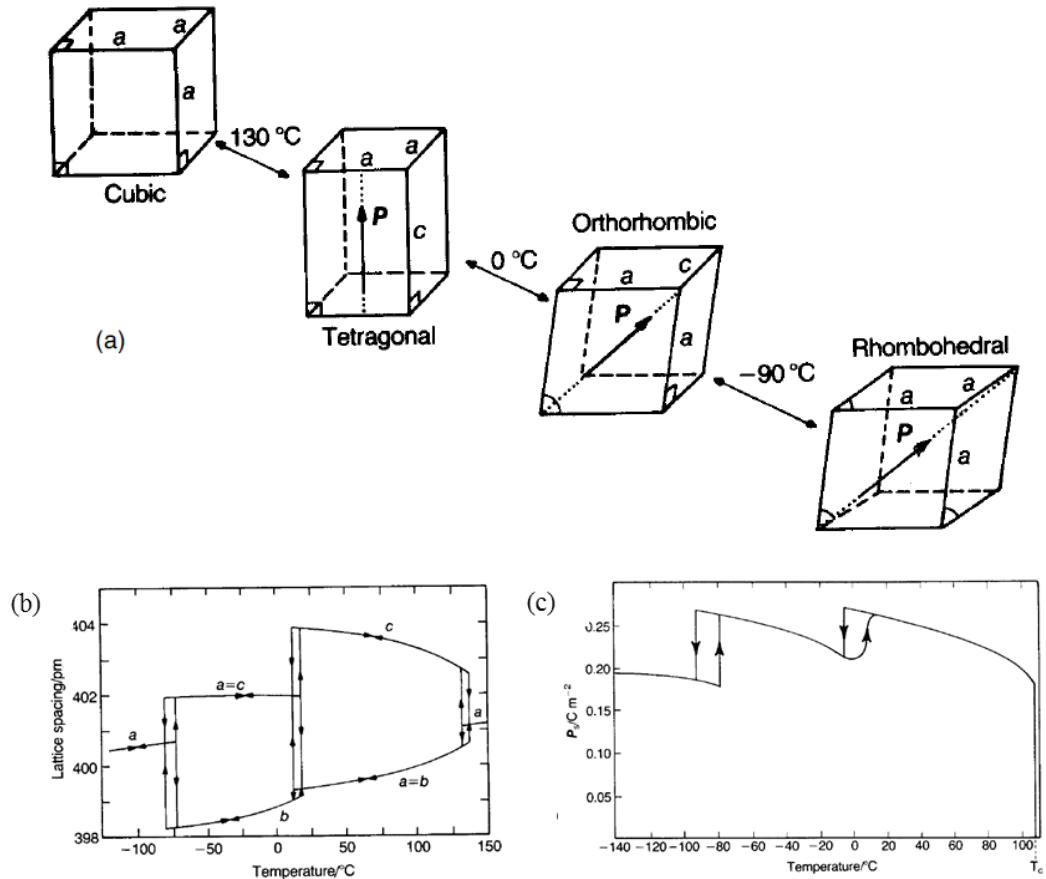 a
a
a
Cubic
130 °C
a
a
P
c
Tetragonal
0 °C
Orthorhombic
a
c
P
a
−90 °C
Rhombohedral
a
a
P
a
(a)
(b)
404
402
400
398
Lattice spacing/pm
c
a=c
a
a
a=b
b
−100
−50
0
50
100
150
Temperature/°C
(c)
0.25
0.20
0.15
0.10
0.05
Pₛ/C m⁻²
−140
−120
−100
−80
−60
−40
−20
0
20
40
60
80
100
Temperature/°C